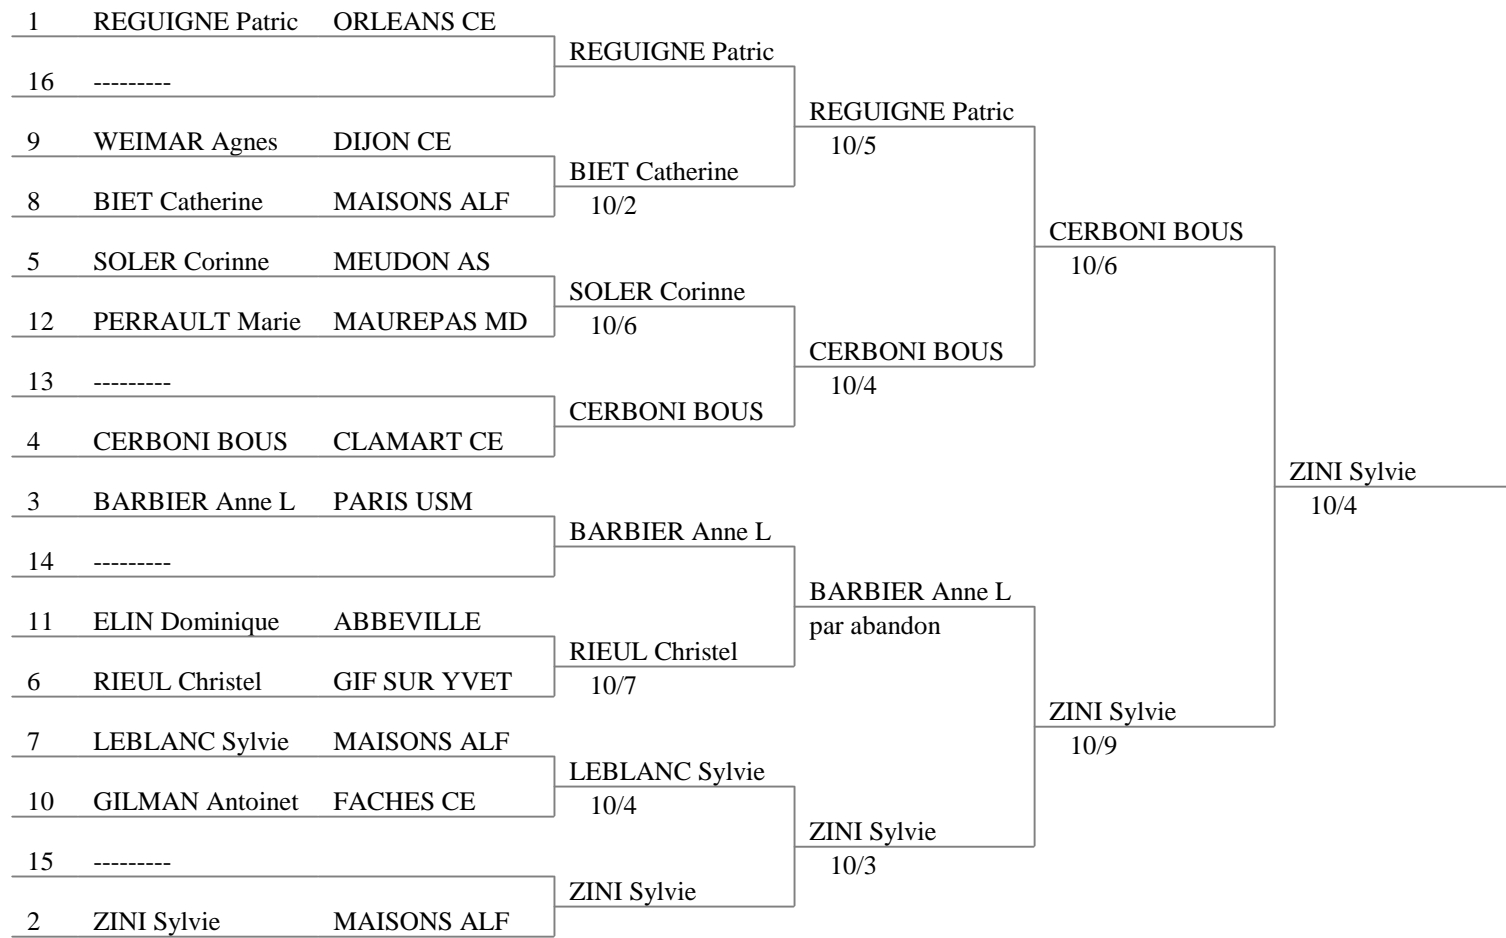 1 REGUIGNE Patric ORLEANS CE
REGUIGNE Patric
16 ---------
REGUIGNE Patric
9 WEIMAR Agnes DIJON CE
10/5
BIET Catherine
8 BIET Catherine MAISONS ALF
10/2
CERBONI BOUS
5 SOLER Corinne MEUDON AS
10/6
SOLER Corinne
12 PERRAULT Marie MAUREPAS MD
10/6
CERBONI BOUS
13 ---------
10/4
CERBONI BOUS
4 CERBONI BOUS CLAMART CE
ZINI Sylvie
3 BARBIER Anne L PARIS USM
10/4
BARBIER Anne L
14 ---------
BARBIER Anne L
11 ELIN Dominique ABBEVILLE
par abandon
RIEUL Christel
6 RIEUL Christel GIF SUR YVET
10/7
ZINI Sylvie
7 LEBLANC Sylvie MAISONS ALF
10/9
LEBLANC Sylvie
10 GILMAN Antoinet FACHES CE
10/4
ZINI Sylvie
15 ---------
10/3
ZINI Sylvie
2 ZINI Sylvie MAISONS ALF